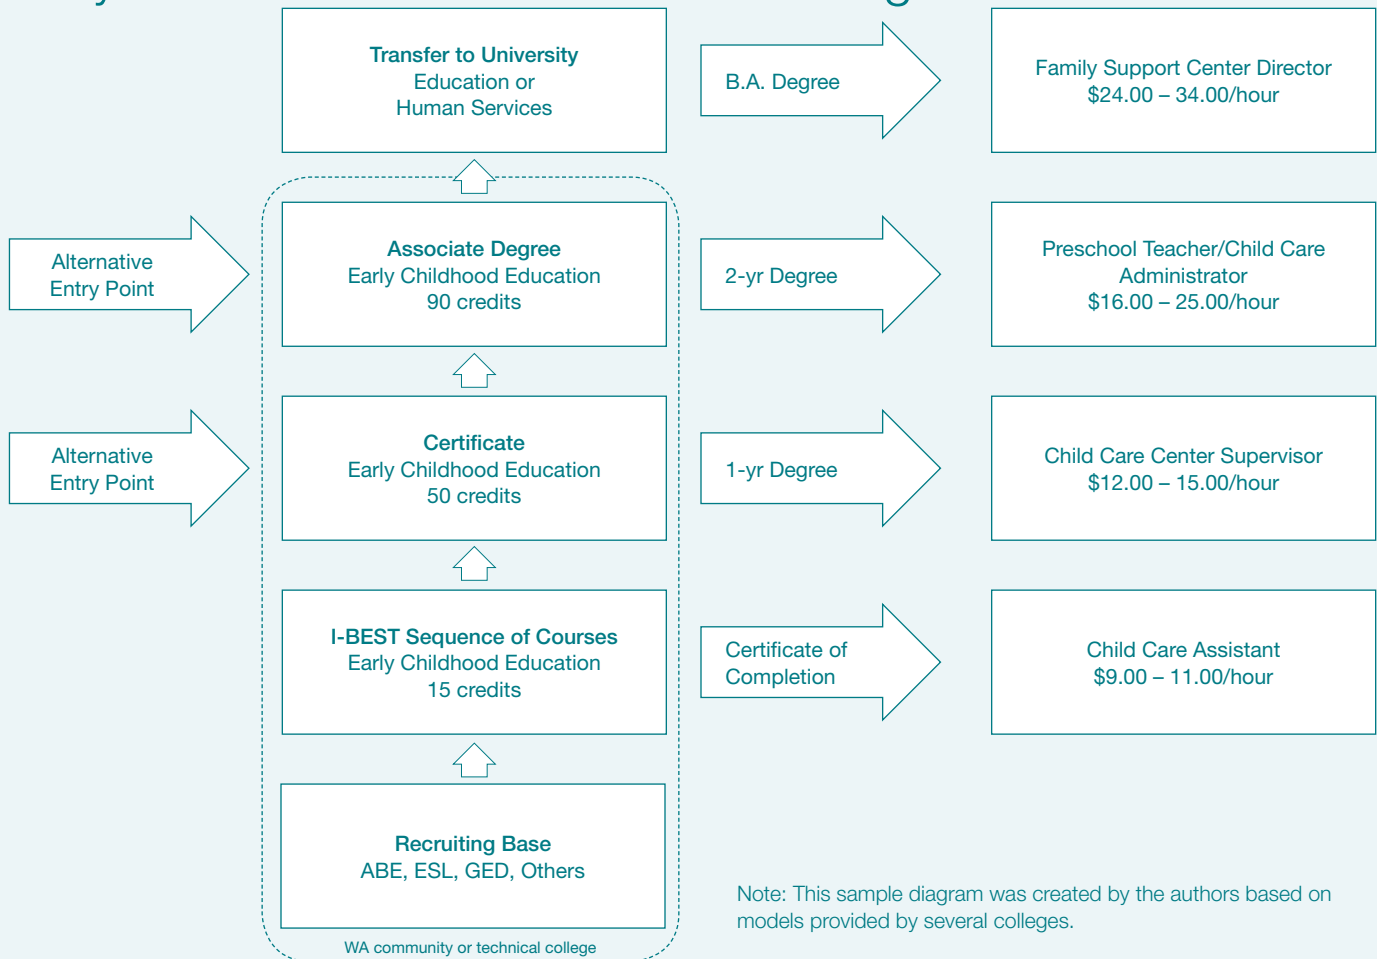 Transfer to University
Education or
Human Services
B.A. Degree
Family Support Center Director
$24.00 – 34.00/hour
Alternative
Entry Point
Associate Degree
Early Childhood Education
90 credits
2-yr Degree
Preschool Teacher/Child Care
Administrator
$16.00 – 25.00/hour
Alternative
Entry Point
Certificate
Early Childhood Education
50 credits
1-yr Degree
Child Care Center Supervisor
$12.00 – 15.00/hour
I-BEST Sequence of Courses
Early Childhood Education
15 credits
Certificate of
Completion
Child Care Assistant
$9.00 – 11.00/hour
Recruiting Base
ABE, ESL, GED, Others
WA community or technical college
Note: This sample diagram was created by the authors based on
models provided by several colleges.